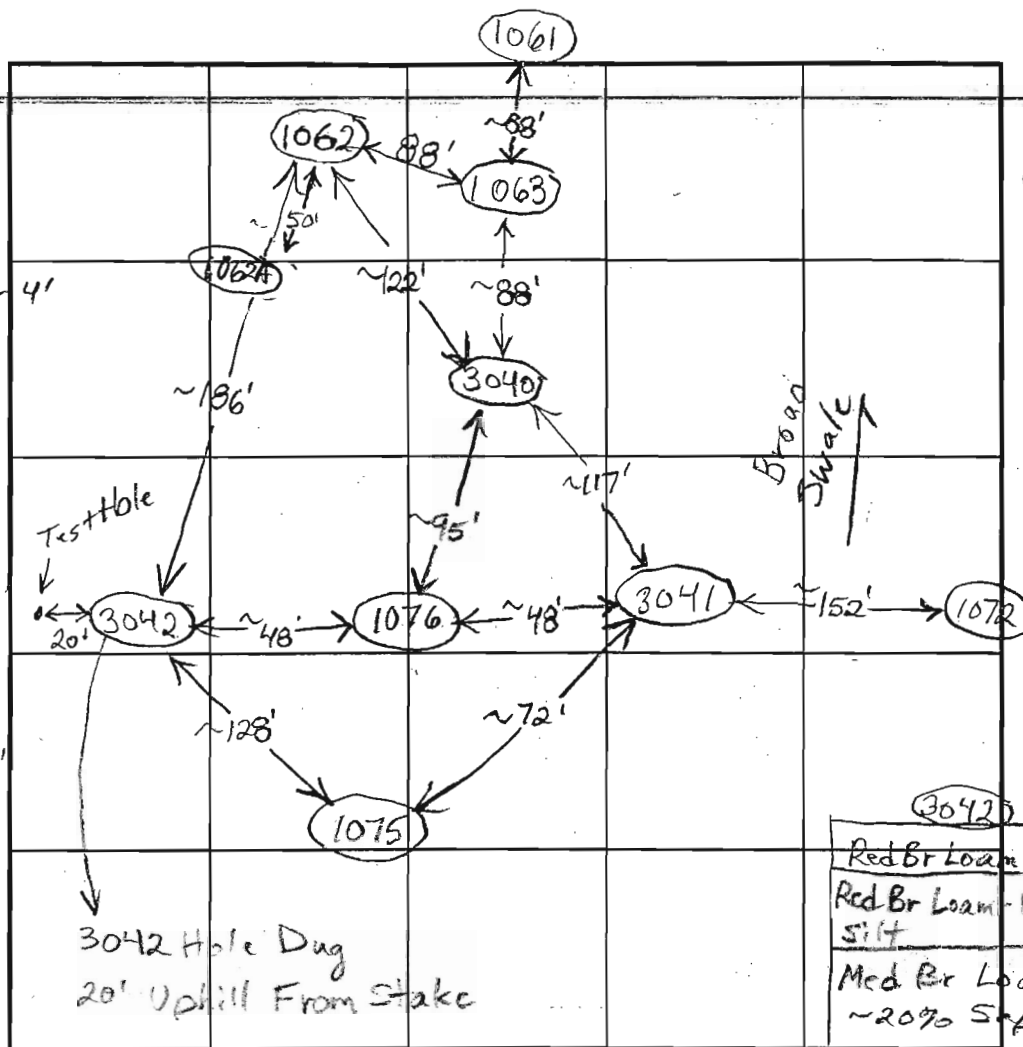 1061
~88'
1062
88'
1063
~ 50'
1062A
~ 4'
~122'
~88'
~186'
3040
Broad
Swale
~117'
Test Hole
~95'
20'
3042
~48'
1076
~48'
3041
~152'
1072
~128'
~72'
1075
3042
Red Br Loam
Red Br Loam -
Silt
Med Br Loa
~20%
3042 Hole Dug
20' Uphill From Stake